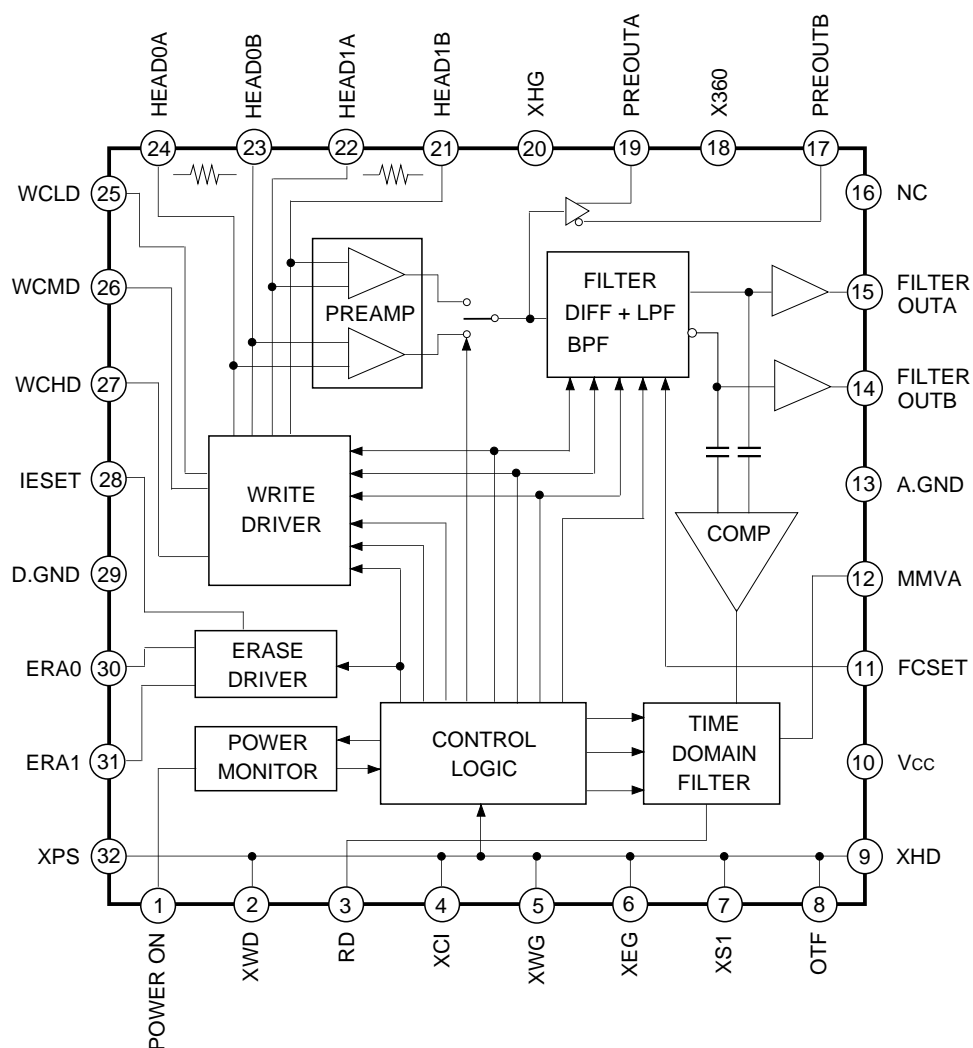 HEAD0A
HEAD0B
HEAD1A
HEAD1B
XHG
PREOUTA
X360
PREOUTB
24
23
22
21
20
19
18
17
WCLD
25
16
NC
WCMD
26
15
FILTER
OUTA
WCHD
27
14
FILTER
OUTB
IESET
28
13
A.GND
D.GND
29
12
MMVA
ERA0
30
11
FCSET
ERA1
31
10
Vcc
XPS
32
9
XHD
PREAMP
FILTER
DIFF + LPF
BPF
WRITE
DRIVER
COMP
ERASE
DRIVER
POWER
MONITOR
CONTROL
LOGIC
TIME
DOMAIN
FILTER
1
2
3
4
5
6
7
8
POWER ON
XWD
RD
XCI
XWG
XEG
XS1
OTF